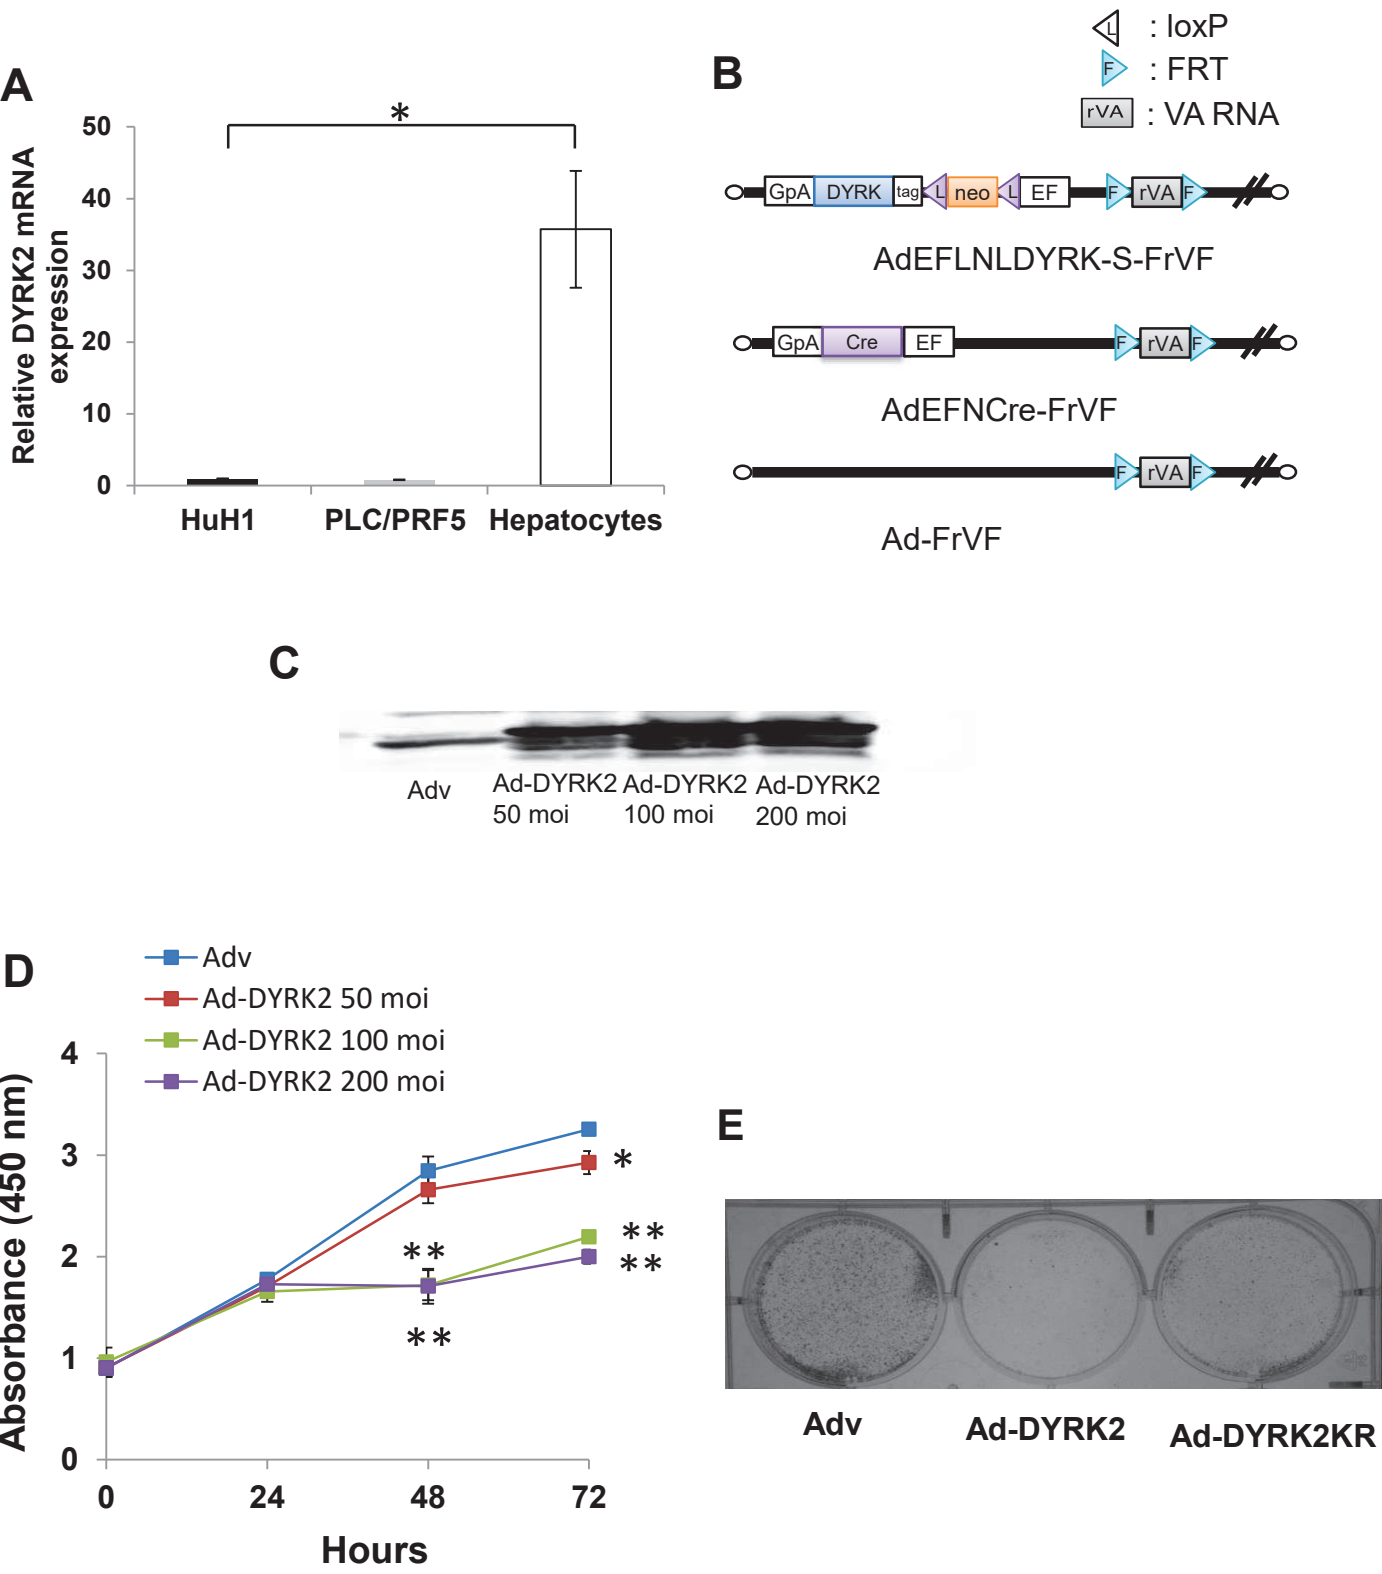 A
*
50
40
30
20
10
0
Relative DYRK2 mRNA
expression
HuH1
PLC/PRF5
Hepatocytes
B
L : loxP
F : FRT
rVA : VA RNA
GpA DYRK tag L neo L EF F rVA F
AdEFLNLDYRK-S-FrVF
GpA Cre EF F rVA F
AdEFNCre-FrVF
F rVA F
Ad-FrVF
C
Adv
Ad-DYRK2
50 moi
Ad-DYRK2
100 moi
Ad-DYRK2
200 moi
D
Adv
Ad-DYRK2 50 moi
Ad-DYRK2 100 moi
Ad-DYRK2 200 moi
4
3
2
1
0
Absorbance (450 nm)
*
**
**
**
**
0 24 48 72
Hours
E
Adv
Ad-DYRK2
Ad-DYRK2KR